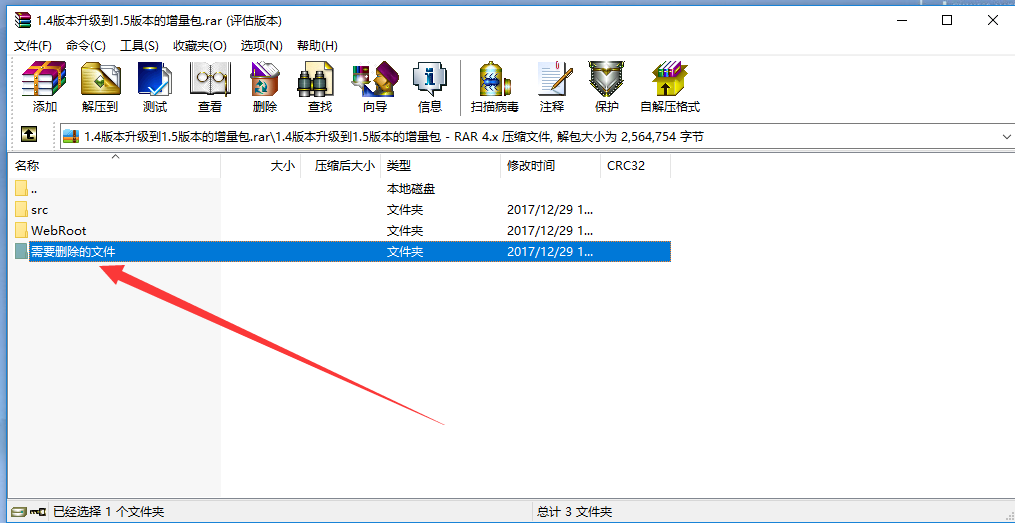 1.4版本升级到1.5版本的增量包.rar (评估版本)
文件(F) 命令(C) 工具(S) 收藏夹(O) 选项(N) 帮助(H)
添加 解压到 测试 查看 删除 查找 向导 信息 扫描病毒 注释 保护 自解压格式
1.4版本升级到1.5版本的增量包.rar\1.4版本升级到1.5版本的增量包 - RAR 4.x 压缩文件, 解包大小为 2,564,754 字节
名称 大小 压缩后大小 类型 修改时间 CRC32
.. 本地磁盘
src 文件夹 2017/12/29 1...
WebRoot 文件夹 2017/12/29 1...
需要删除的文件 文件夹 2017/12/29 1...
已经选择 1 个文件夹 总计 3 文件夹